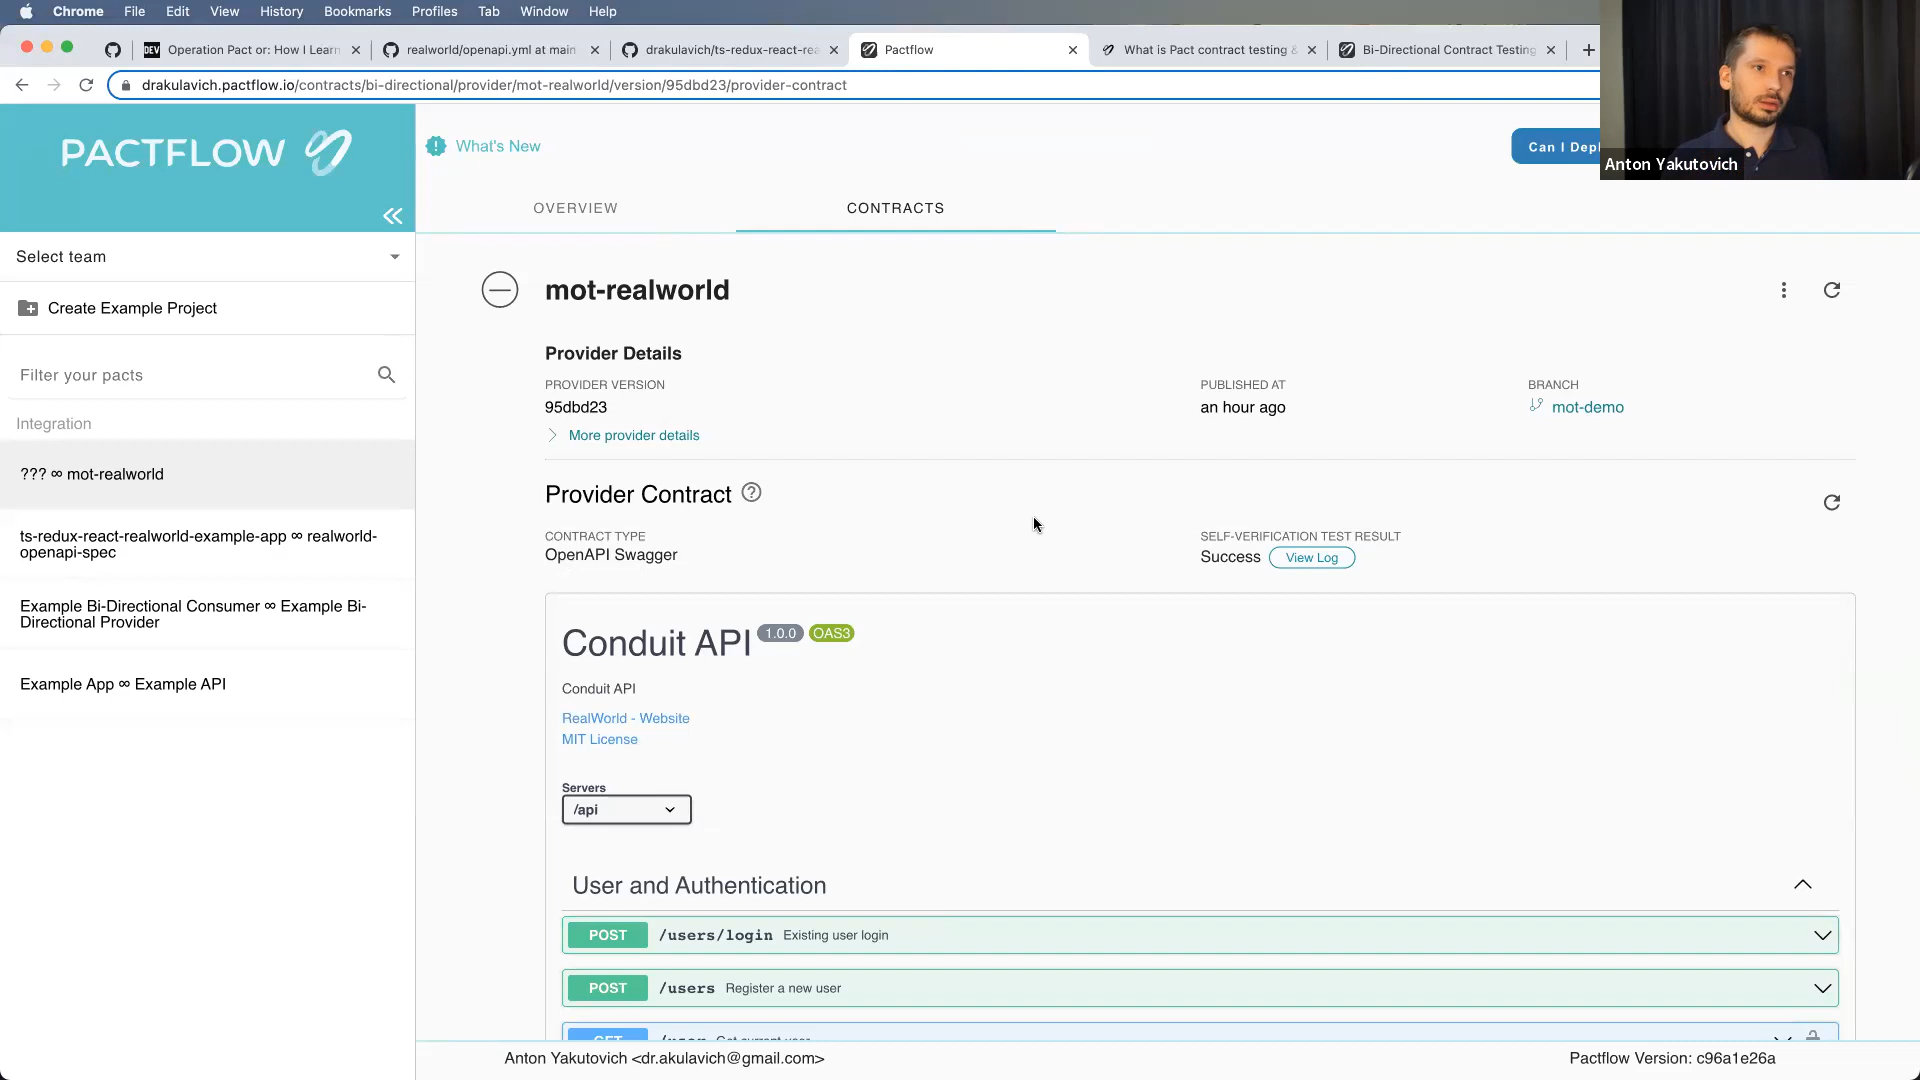 Chrome File Edit View History Bookmarks Profiles Tab Window Help
DEV Operation Pact or: How I Learn
realworld/openapi.yml at main
drakulavich/ts-redux-react-rea
Pactflow
What is Pact contract testing &
Bi-Directional Contract Testing
drakulavich.pactflow.io/contracts/bi-directional/provider/mot-realworld/version/95dbd23/provider-contract
Anton Yakutovich
PACTFLOW
What's New
Can I Depl
OVERVIEW
CONTRACTS
Select team
Create Example Project
Filter your pacts
Integration
??? ∞ mot-realworld
ts-redux-react-realworld-example-app ∞ realworld-
openapi-spec
Example Bi-Directional Consumer ∞ Example Bi-
Directional Provider
Example App ∞ Example API
mot-realworld
Provider Details
PROVIDER VERSION
95dbd23
More provider details
PUBLISHED AT
an hour ago
BRANCH
mot-demo
Provider Contract
CONTRACT TYPE
OpenAPI Swagger
SELF-VERIFICATION TEST RESULT
Success View Log
Conduit API 1.0.0 OAS3
Conduit API
RealWorld - Website
MIT License
Servers
/api
User and Authentication
POST /users/login Existing user login
POST /users Register a new user
GET /user Get current user
Anton Yakutovich <dr.akulavich@gmail.com>
Pactflow Version: c96a1e26a